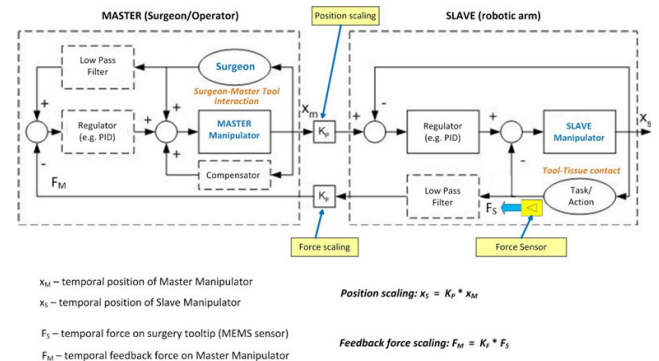 MASTER (Surgeon/Operator)
Position scaling
SLAVE (robotic arm)
Low Pass
Filter
Surgeon
Surgeon-Master Tool
interaction
+
+
-
Regulator
(e.g. PID)
+
+
+
MASTER
Manipulator
Compensator
Xm
KP
+
-
Regulator
(e.g. PID)
+
-
SLAVE
Manipulator
xs
Tool-Tissue contact
Task/
Action
Low Pass
Filter
FS
FM
KF
Force scaling
Force Sensor
xM – temporal position of Master Manipulator
xS – temporal position of Slave Manipulator
FS – temporal force on surgery tooltip (MEMS sensor)
FM – temporal feedback force on Master Manipulator
Position scaling: xS = KP * xM
Feedback force scaling: FM = KF * FS